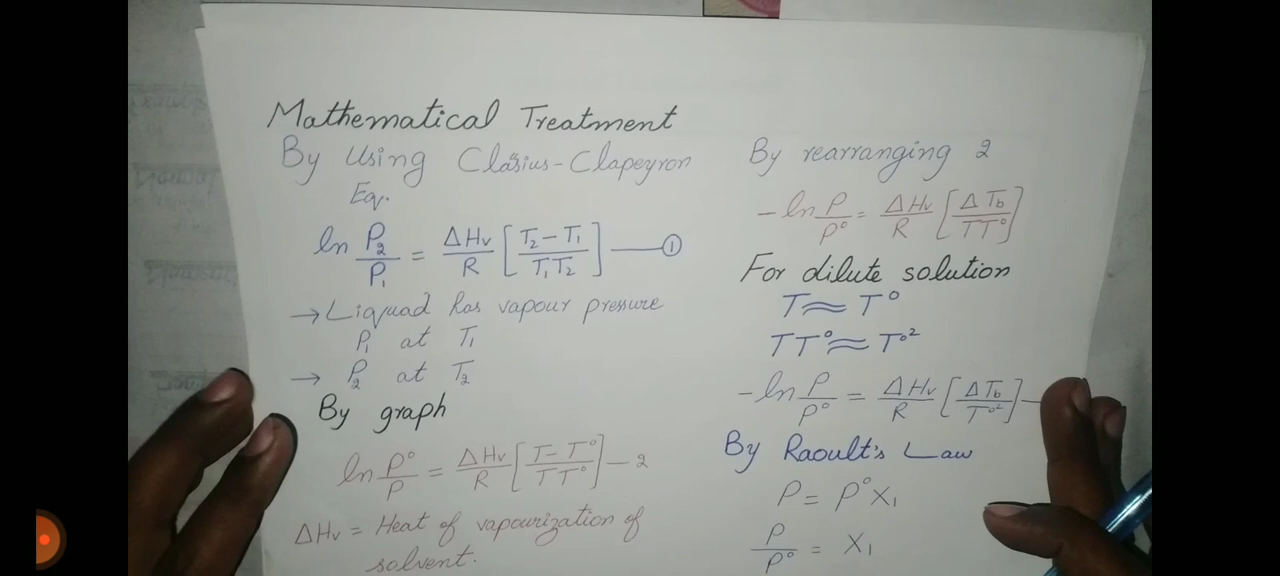 Mathematical Treatment
By Using Clasius-Clapeyron
Eq.
ln P₂/P₁ = ΔHv/R [T₂-T₁/T₁T₂] — ①
→ Liquad has vapour pressure
P₁ at T₁
→ P₂ at T₂
By graph
ln P°/P = ΔHv/R [T-T°/TT°] - 2
ΔHv = Heat of vapourization of
solvent.
By rearranging 2
-ln P/P° = ΔHv/R [ΔTb/TT°]
For dilute solution
T ≈ T°
TT° ≈ T°²
-ln P/P° = ΔHv/R [ΔTb/T°²] —
By Raoult's Law
P = P°X₁
P/P° = X₁